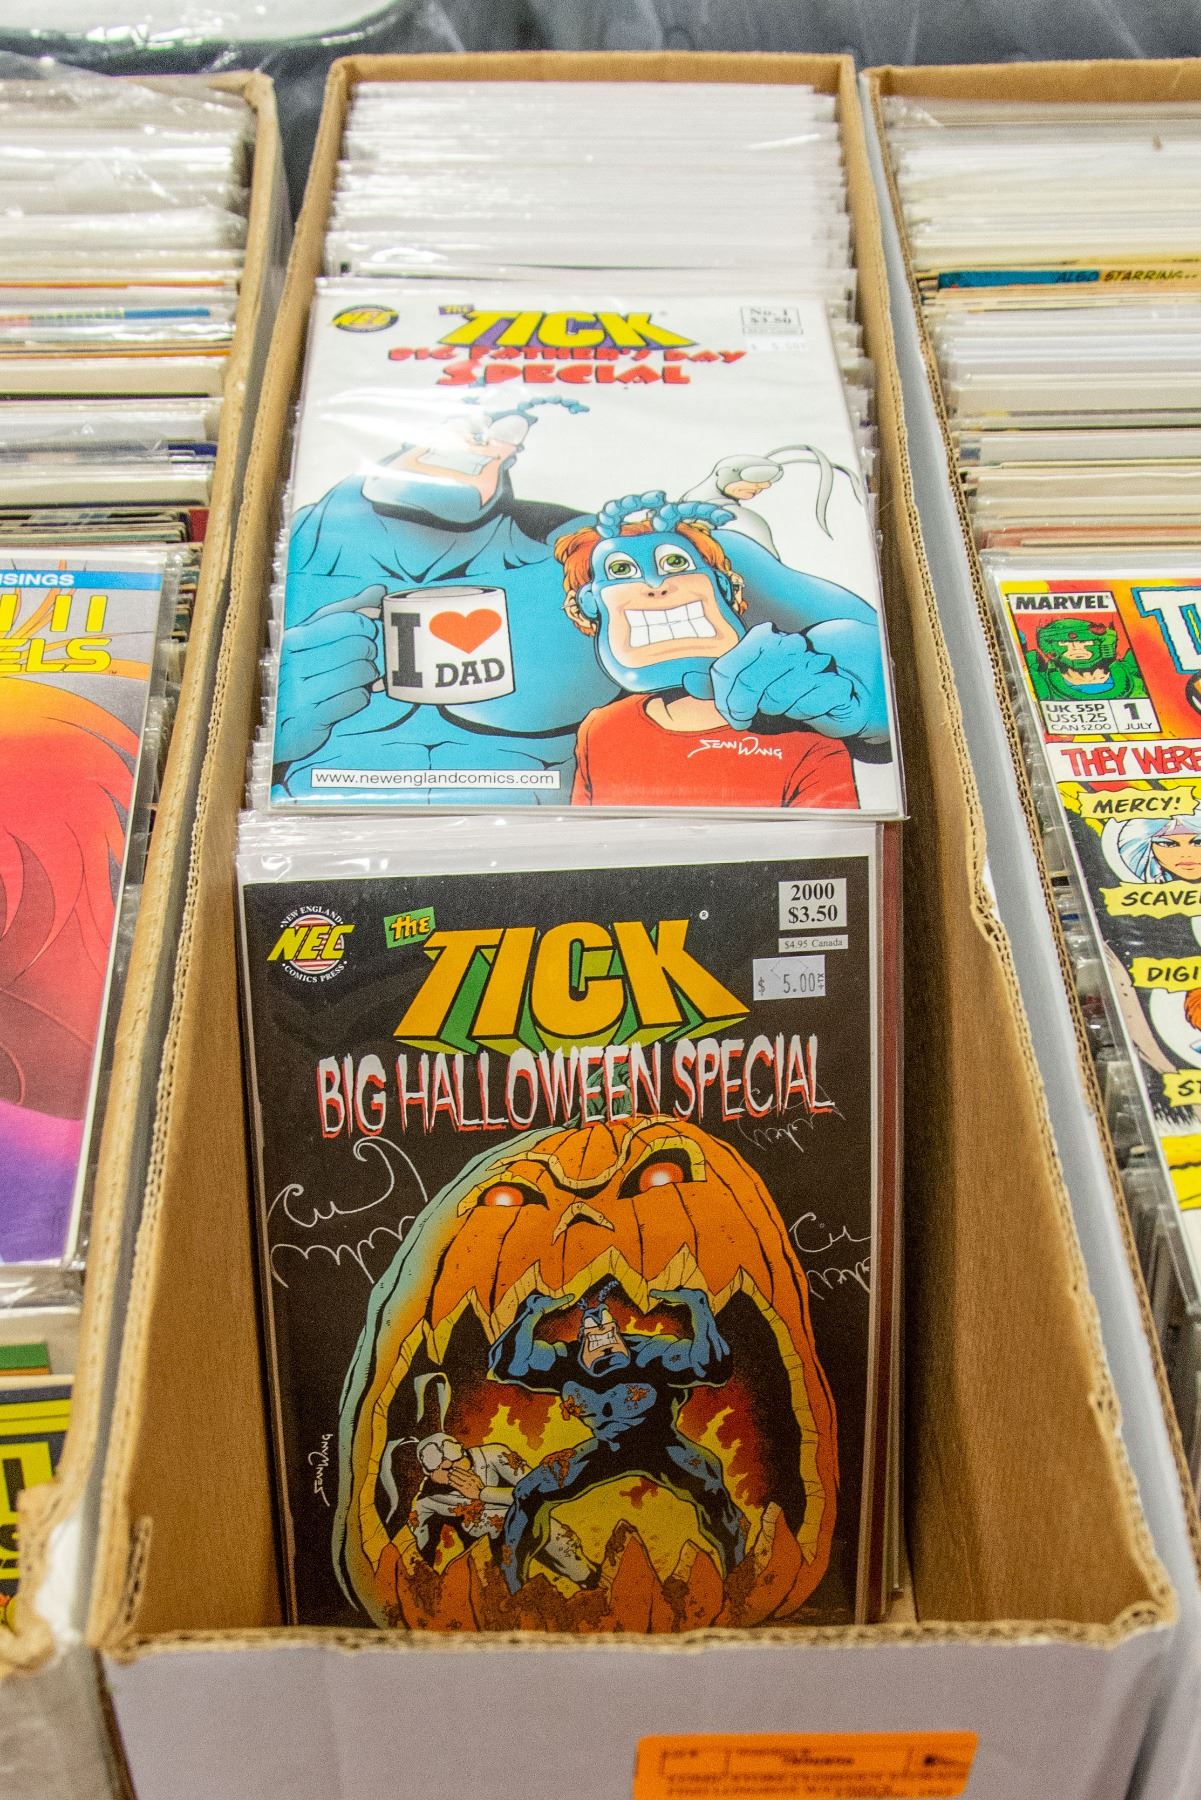 ALSO STARRING..
NEC
the TICK
No. 1
$3.50
BIG FATHER'S DAY
SPECIAL
$ 5.00
I ♥
DAD
SEAN WANG
www.newenglandcomics.com
NEW ENGLAND
NEC
COMICS PRESS
the TICK
2000
$3.50
$4.95 Canada
$ 5.00 +TX
BIG HALLOWEEN SPECIAL
SEAN WANG
ELS
MARVEL
UK 55P
US $1.25
CAN $2.00
1
JULY
THEY WERE
MERCY!
DIGI